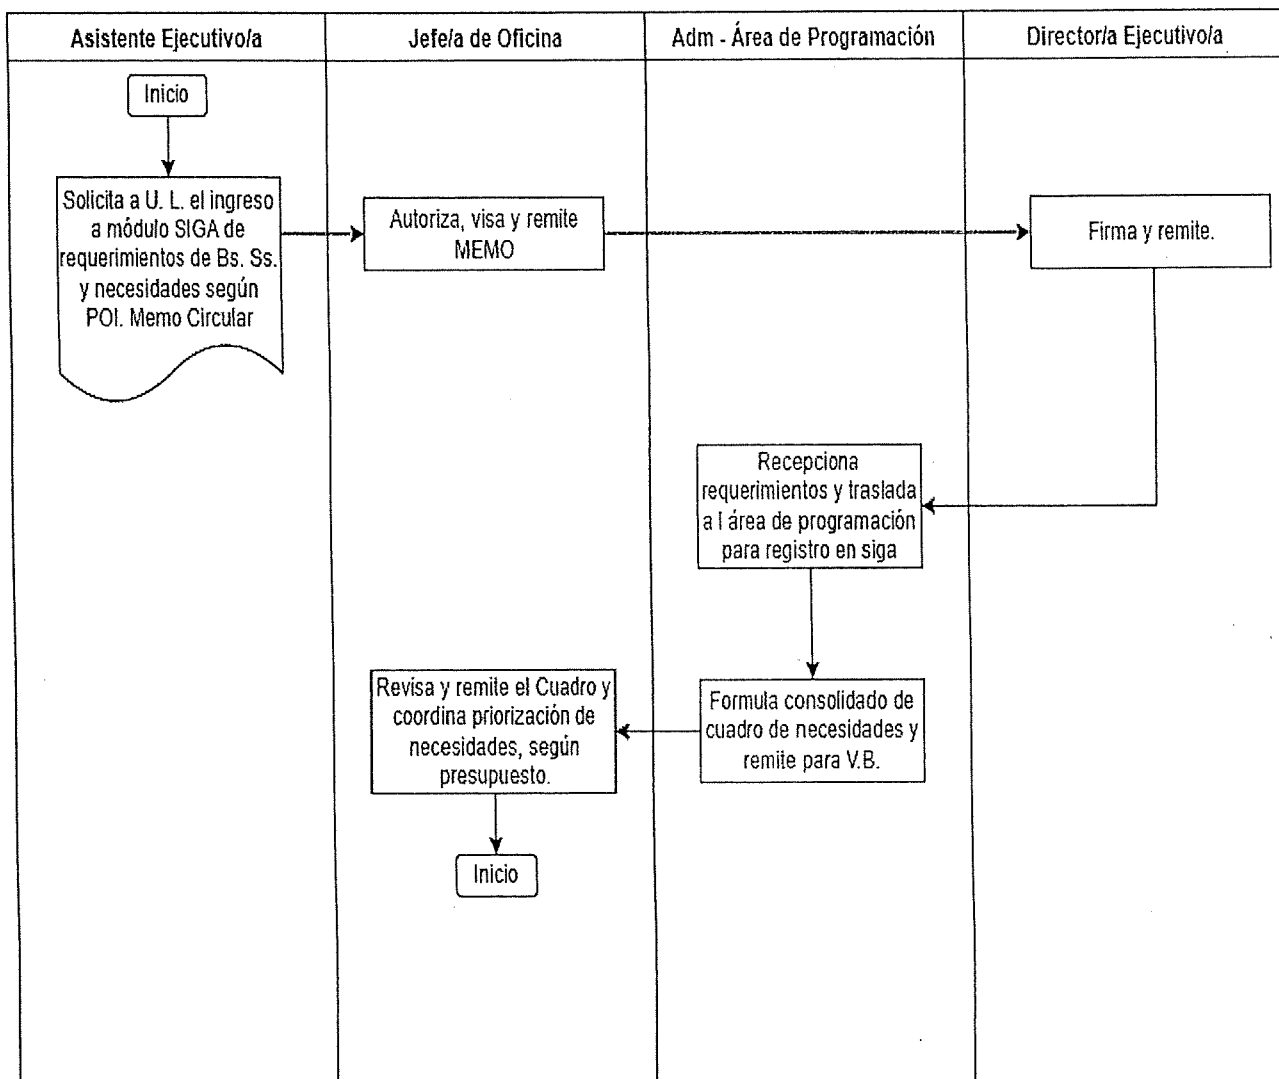 Asistente Ejecutivo/a
Jefe/a de Oficina
Adm - Área de Programación
Director/a Ejecutivo/a
Inicio
Solicita a U. L. el ingreso
a módulo SIGA de
requerimientos de Bs. Ss.
y necesidades según
POI. Memo Circular
Autoriza, visa y remite
MEMO
Firma y remite.
Recepciona
requerimientos y traslada
a l área de programación
para registro en siga
Formula consolidado de
cuadro de necesidades y
remite para V.B.
Revisa y remite el Cuadro y
coordina priorización de
necesidades, según
presupuesto.
Inicio